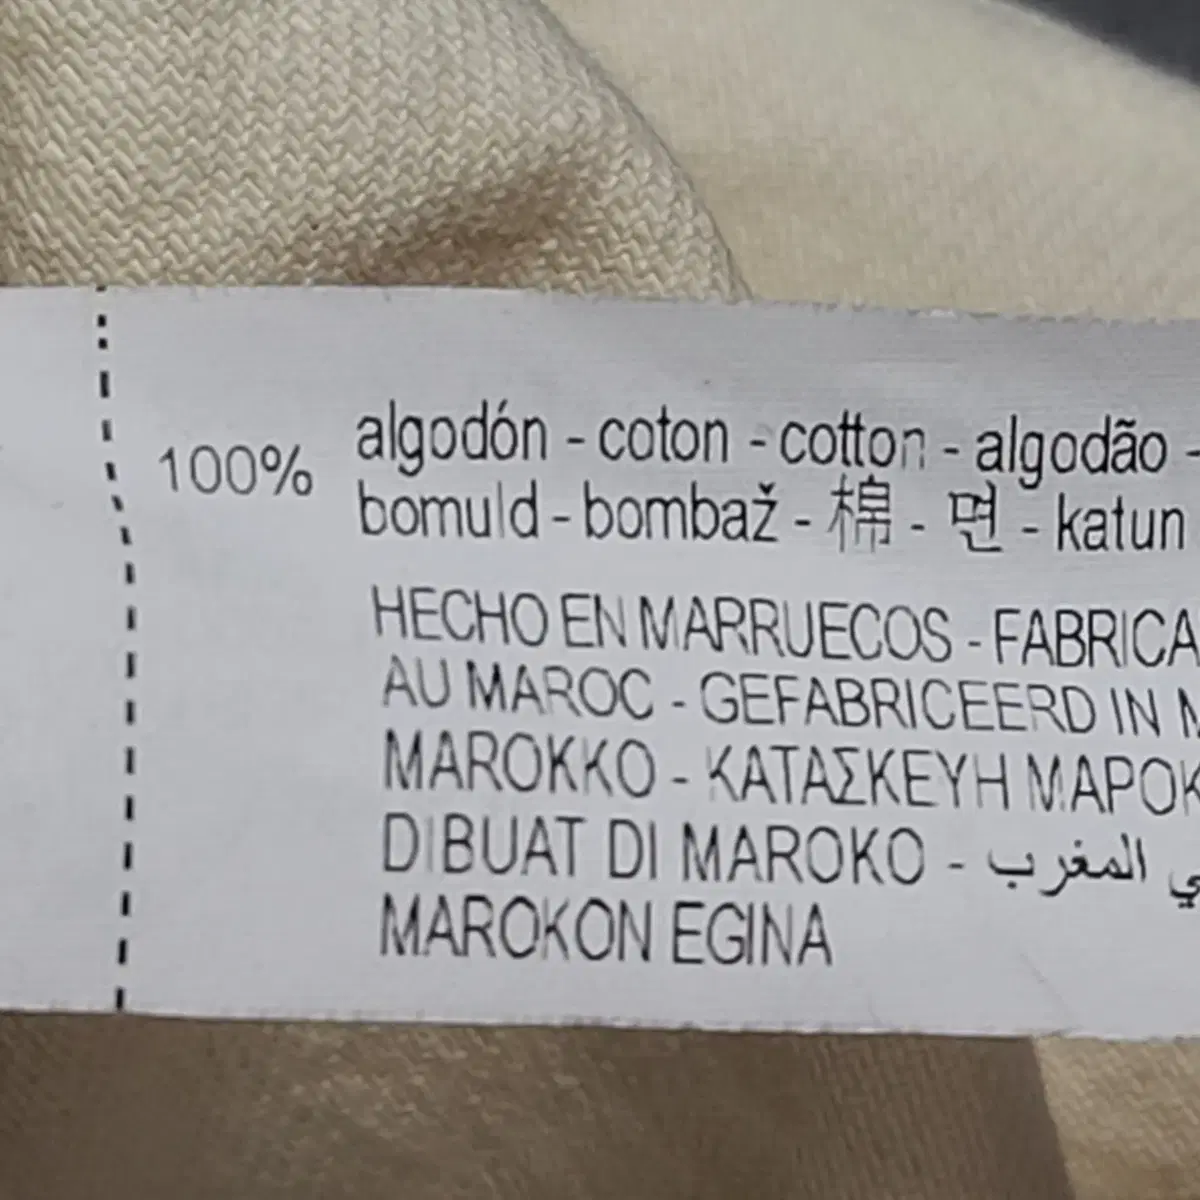 100% algodón - coton - cotton - algodão -
bomuld - bombaž - 棉 - 면 - katun
HECHO EN MARRUECOS - FABRICA
AU MAROC - GEFABRICEERD IN
MAROKKO - ΚΑΤΑΣΚΕΥΗ ΜΑΡΟΚ
DIBUAT DI MAROKO - ي المغرب
MAROKON EGINA